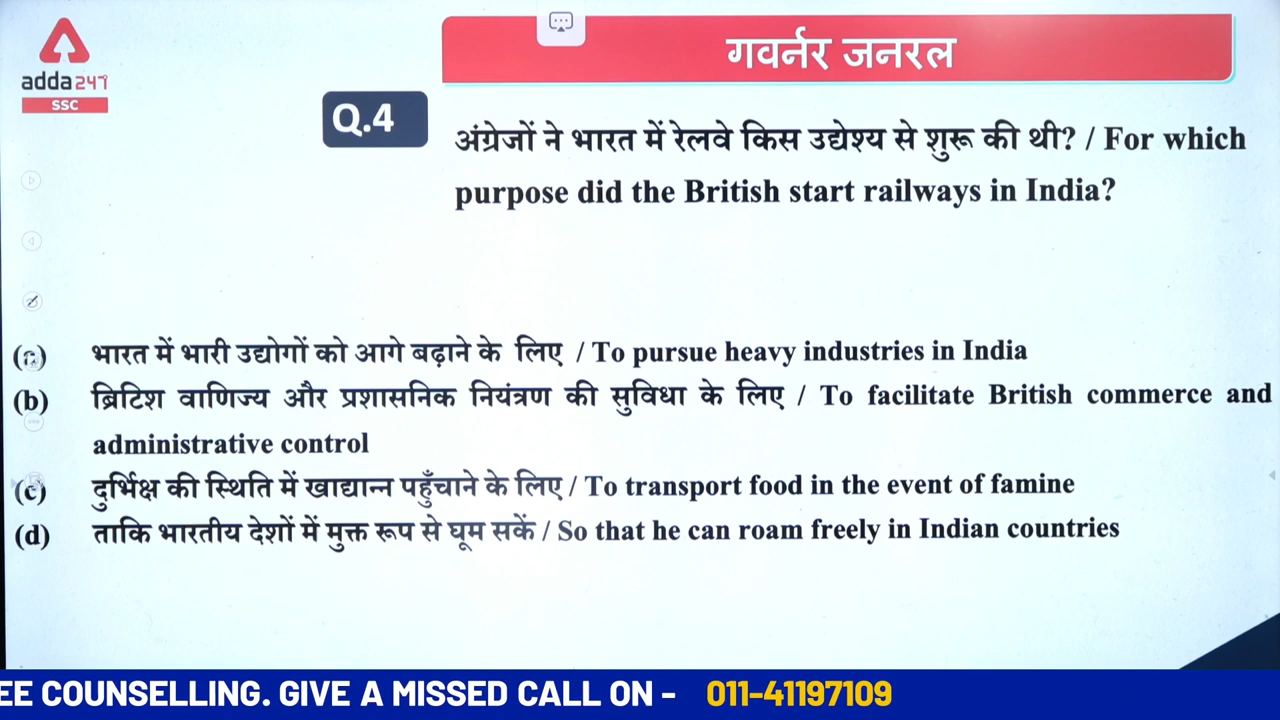 adda247
SSC
गवर्नर जनरल
Q.4
अंग्रेजों ने भारत में रेलवे किस उद्येश्य से शुरू की थी? / For which
purpose did the British start railways in India?
(a) भारत में भारी उद्योगों को आगे बढ़ाने के लिए / To pursue heavy industries in India
(b) ब्रिटिश वाणिज्य और प्रशासनिक नियंत्रण की सुविधा के लिए / To facilitate British commerce and
administrative control
(c) दुर्भिक्ष की स्थिति में खाद्यान्न पहुँचाने के लिए / To transport food in the event of famine
(d) ताकि भारतीय देशों में मुक्त रूप से घूम सकें / So that he can roam freely in Indian countries
EE COUNSELLING. GIVE A MISSED CALL ON - 011-41197109